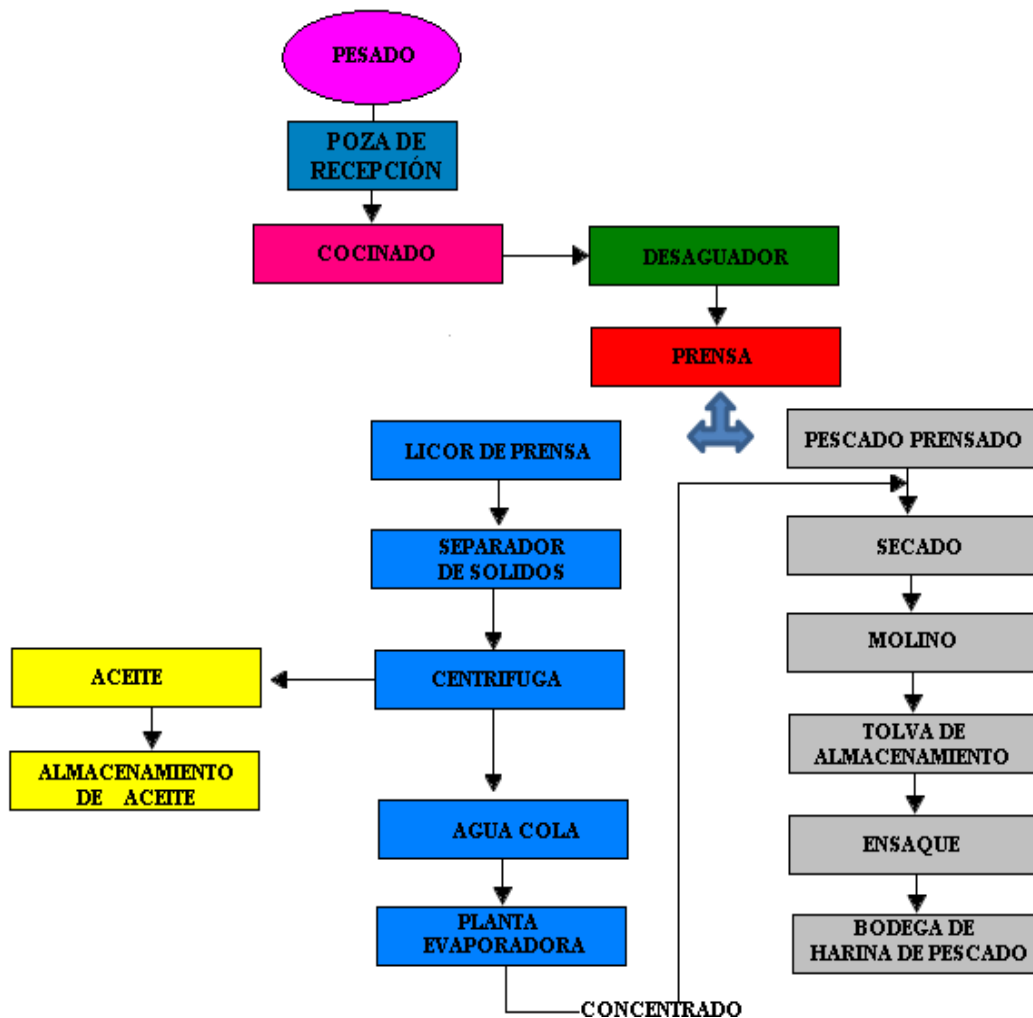 PESADO
POZA DE
RECEPCIÓN
COCINADO
DESAGUADOR
PRENSA
LICOR DE PRENSA
SEPARADOR
DE SOLIDOS
CENTRIFUGA
ACEITE
ALMACENAMIENTO
DE ACEITE
AGUA COLA
PLANTA
EVAPORADORA
CONCENTRADO
PESCADO PRENSADO
SECADO
MOLINO
TOLVA DE
ALMACENAMIENTO
ENSAQUE
BODEGA DE
HARINA DE PESCADO